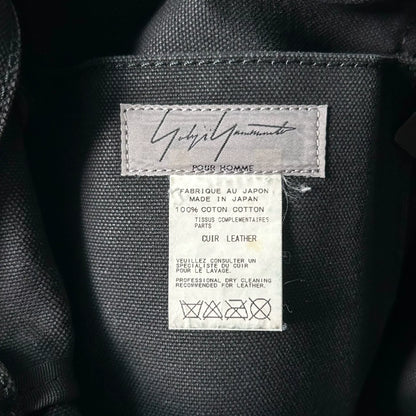 Yohji Yamamoto
POUR HOMME
FABRIQUE AU JAPON
MADE IN JAPAN
100% COTON COTTON
TISSUS COMPLEMENTAIRES
PARTS
CUIR LEATHER
VEUILLEZ CONSULTER UN
SPECIALISTE DU CUIR
POUR LE LAVAGE.
PROFESSIONAL DRY CLEANING
RECOMMENDED FOR LEATHER.